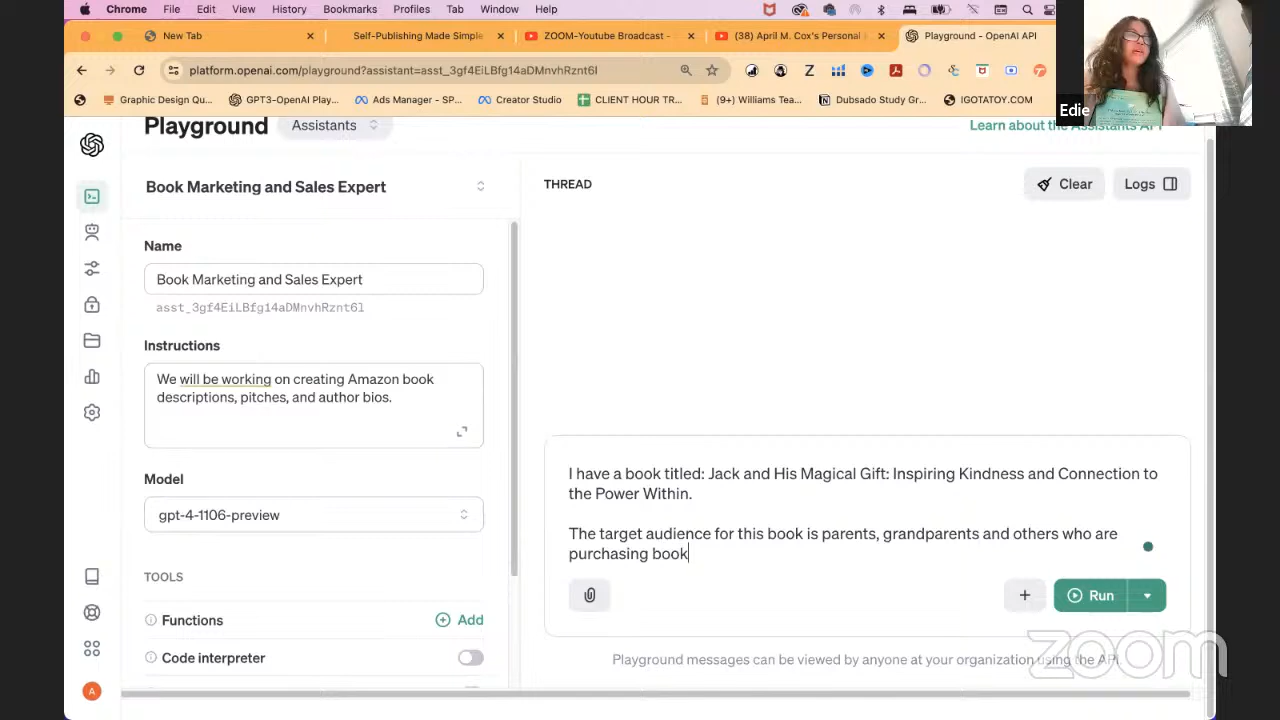 Chrome File Edit View History Bookmarks Profiles Tab Window Help
New Tab
Self-Publishing Made Simple
ZOOM-Youtube Broadcast -
(38) April M. Cox's Personal
Playground - OpenAI API
platform.openai.com/playground?assistant=asst_3gf4EiLBfg14aDMnvhRznt6l
Graphic Design Qu...
GPT3-OpenAI Play...
Ads Manager - SP...
Creator Studio
CLIENT HOUR TR...
(9+) Williams Tea...
Dubsado Study Gr...
IGOTATOY.COM
Edie
Playground
Assistants
Learn about the Assistants API
Book Marketing and Sales Expert
THREAD
Clear
Logs
Name
Book Marketing and Sales Expert
asst_3gf4EiLBfg14aDMnvhRznt6l
Instructions
We will be working on creating Amazon book
descriptions, pitches, and author bios.
Model
gpt-4-1106-preview
TOOLS
Functions
Add
Code interpreter
I have a book titled: Jack and His Magical Gift: Inspiring Kindness and Connection to
the Power Within.
The target audience for this book is parents, grandparents and others who are
purchasing book
Run
Playground messages can be viewed by anyone at your organization using the API.
zoom
A